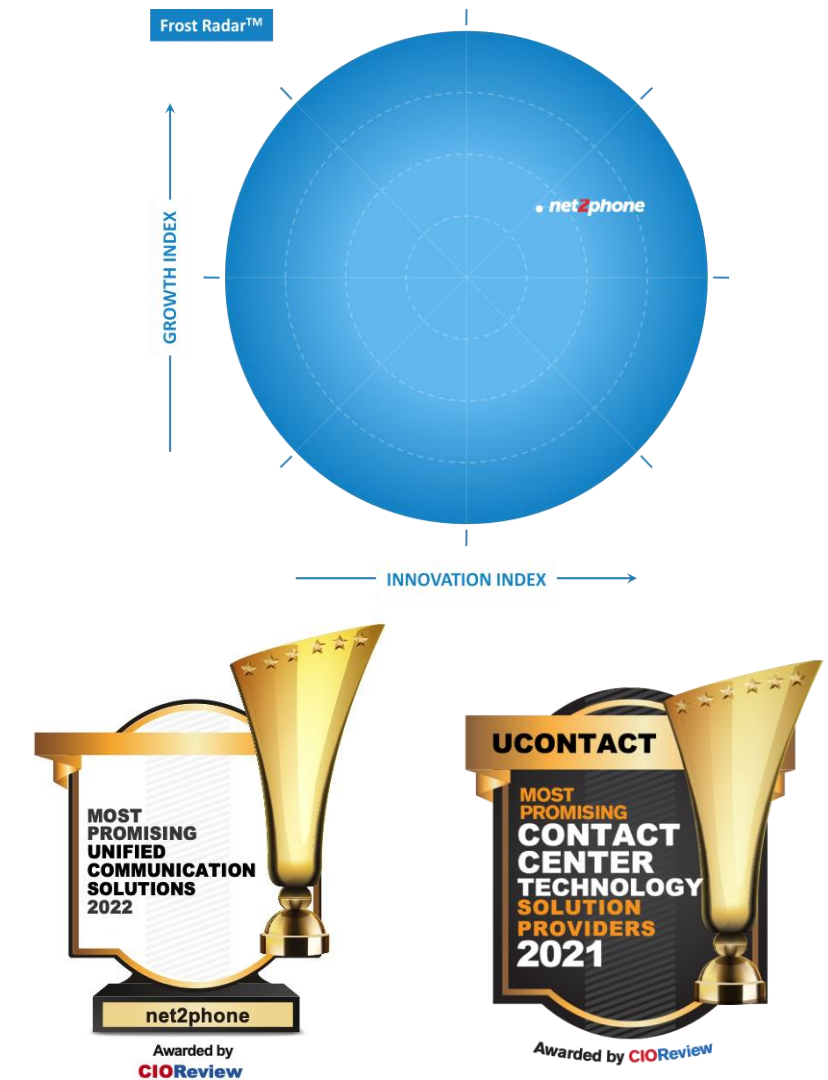 Frost Radar™
GROWTH INDEX
net2phone
INNOVATION INDEX
MOST
PROMISING
UNIFIED
COMMUNICATION
SOLUTIONS
2022
net2phone
Awarded by
CIOReview
UCONTACT
MOST
PROMISING
CONTACT
CENTER
TECHNOLOGY
SOLUTION
PROVIDERS
2021
Awarded by CIOReview